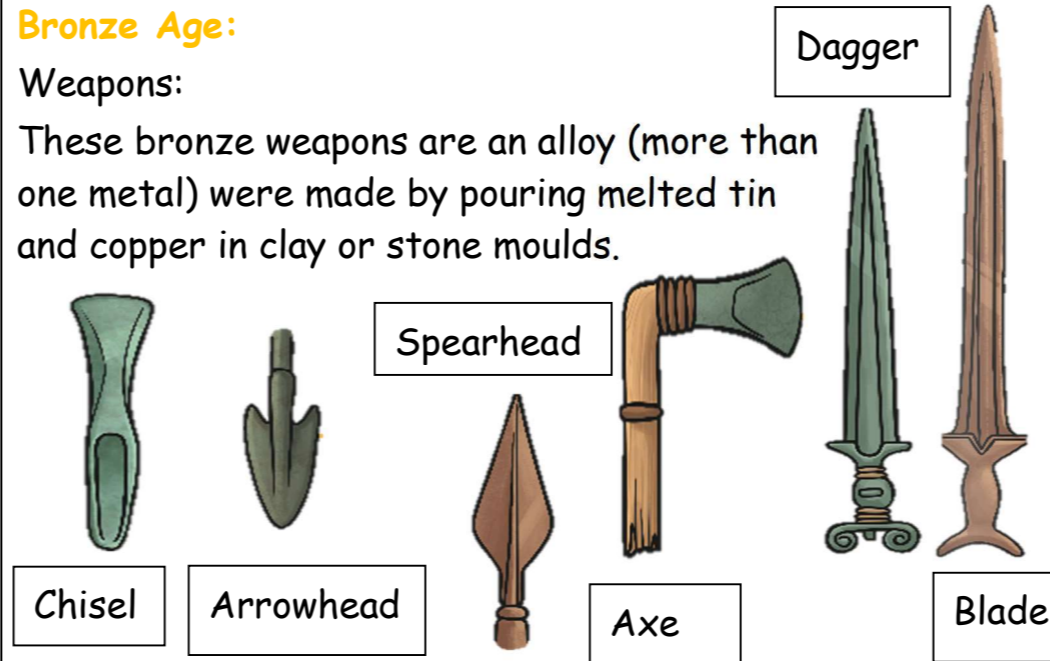 Bronze Age:
Weapons:
These bronze weapons are an alloy (more than
one metal) were made by pouring melted tin
and copper in clay or stone moulds.
Dagger
Spearhead
Chisel
Arrowhead
Axe
Blade